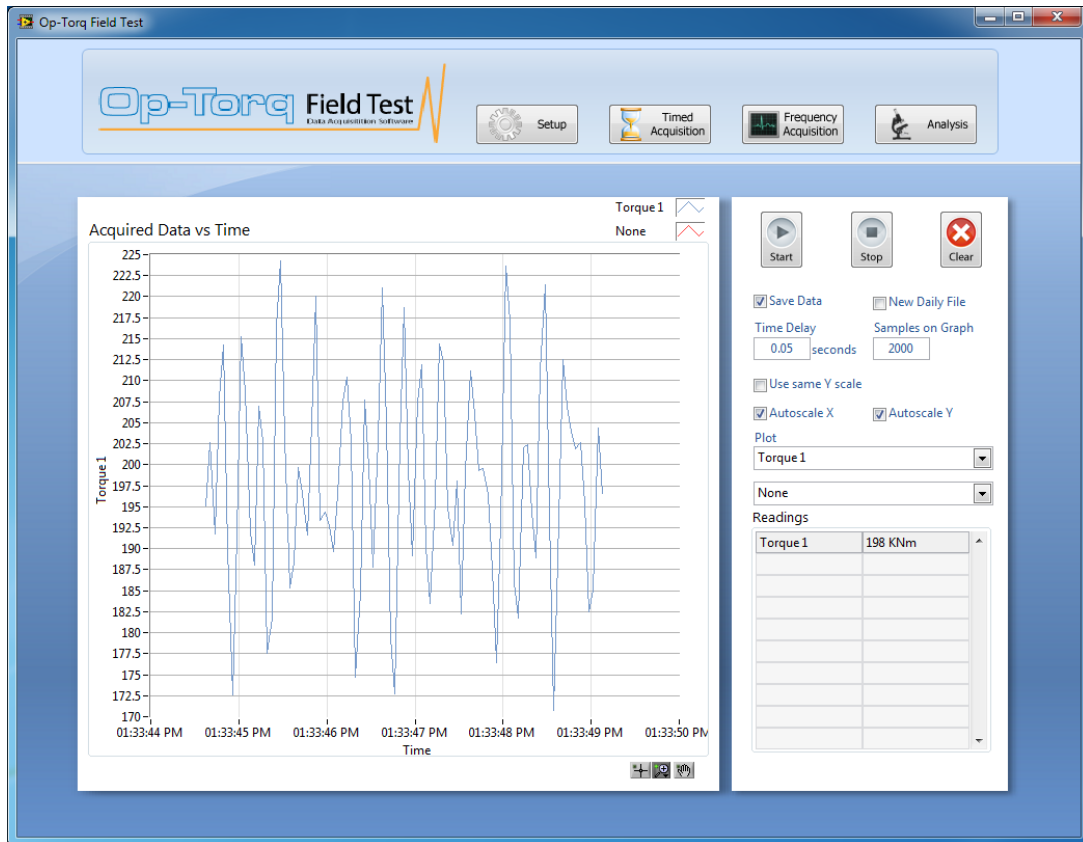 Op-Torq Field Test
Op-Torq Field Test
Data Acquisitition Software
Setup
Timed
Acquisition
Frequency
Acquisition
Analysis
Acquired Data vs Time
Torque 1
None
225
222.5
220
217.5
215
212.5
210
207.5
205
202.5
200
197.5
195
192.5
190
187.5
185
182.5
180
177.5
175
172.5
170
Torque 1
01:33:44 PM 01:33:45 PM 01:33:46 PM 01:33:47 PM 01:33:48 PM 01:33:49 PM 01:33:50 PM
Time
Start Stop Clear
Save Data New Daily File
Time Delay Samples on Graph
0.05 seconds 2000
Use same Y scale
Autoscale X Autoscale Y
Plot
Torque 1
None
Readings
Torque 1 198 KNm